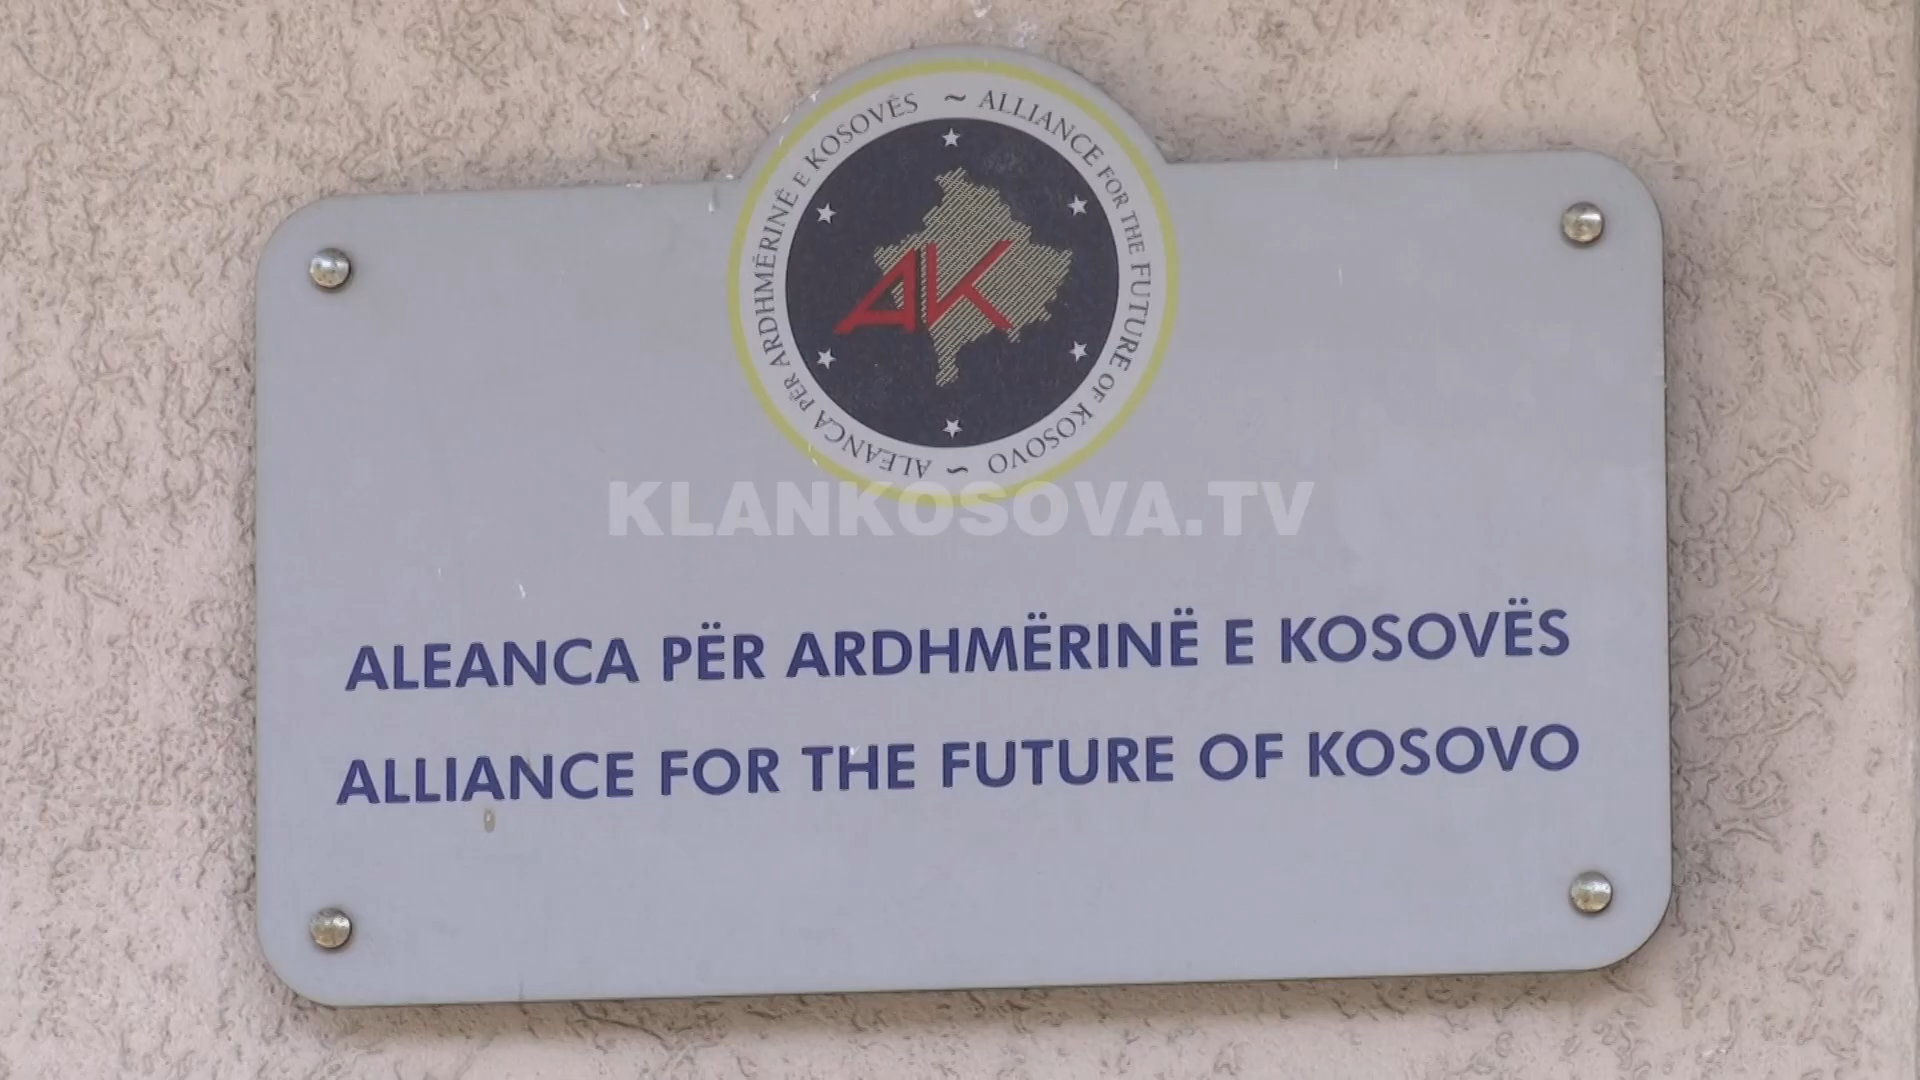 ALEANCA PËR ARDHMËRINË E KOSOVËS ~ ALLIANCE FOR THE FUTURE OF KOSOVO ~
AK
KLANKOSOVA.TV
ALEANCA PËR ARDHMËRINË E KOSOVËS
ALLIANCE FOR THE FUTURE OF KOSOVO